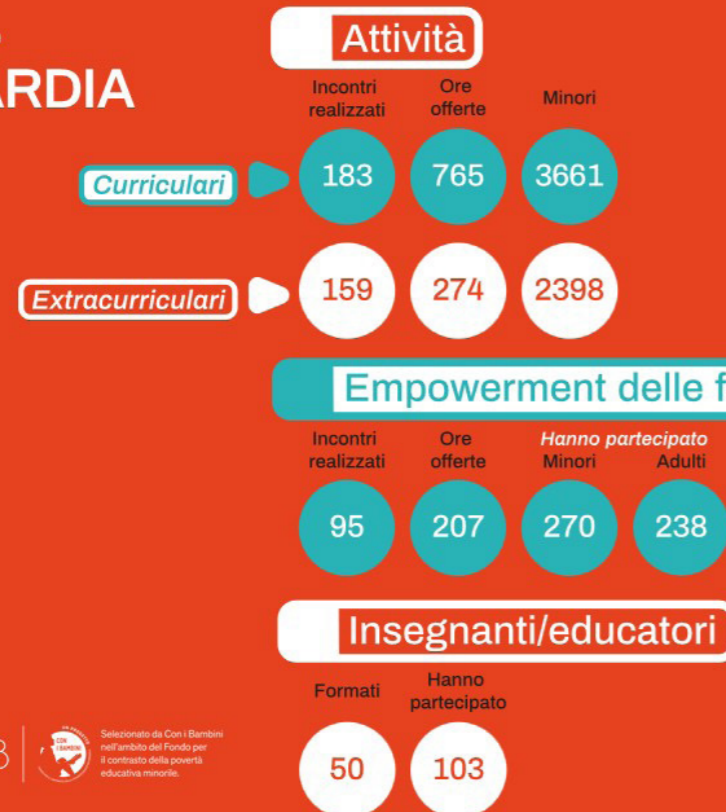 ARDIA
Attività
Incontri realizzati
Ore offerte
Minori
Curriculari
183 765 3661
Extracurriculari
159 274 2398
Empowerment delle f
Incontri realizzati
Ore offerte
Hanno partecipato
Minori
Adulti
95 207 270 238
Insegnanti/educatori
Formati
Hanno partecipato
50 103
CON I BAMBINI
Selezionato da Con i Bambini
nell'ambito del Fondo per
il contrasto della povertà
educativa minorile.